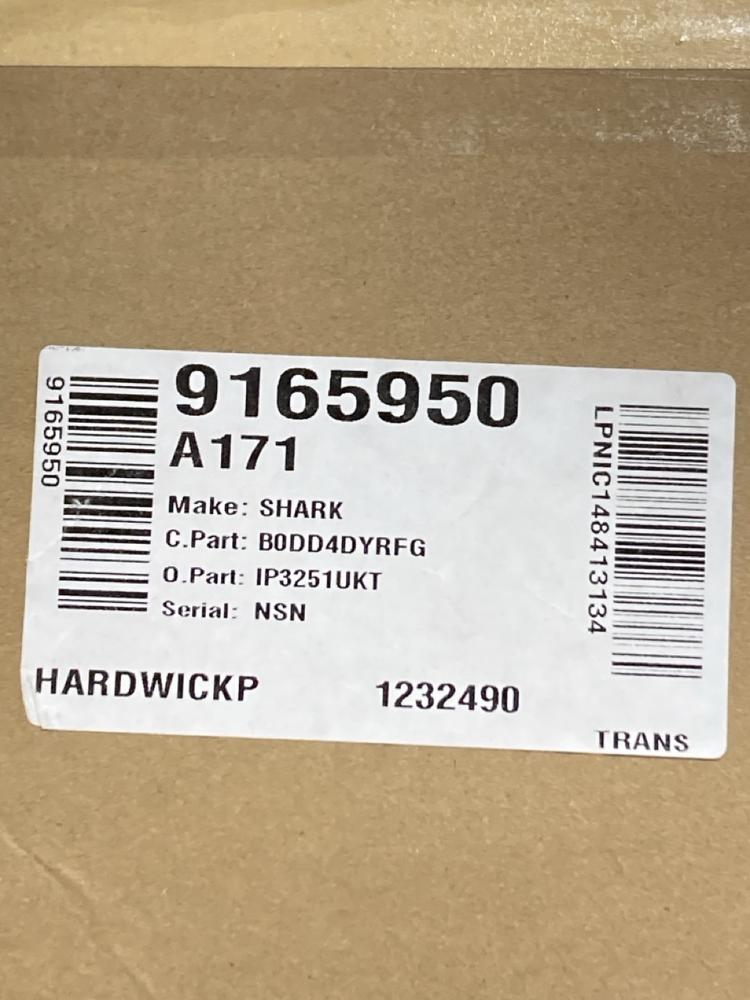 9165950
9165950
A171
Make: SHARK
C.Part: B0DD4DYRFG
O.Part: IP3251UKT
Serial: NSN
LPNIC148413134
HARDWICKP
1232490
TRANS